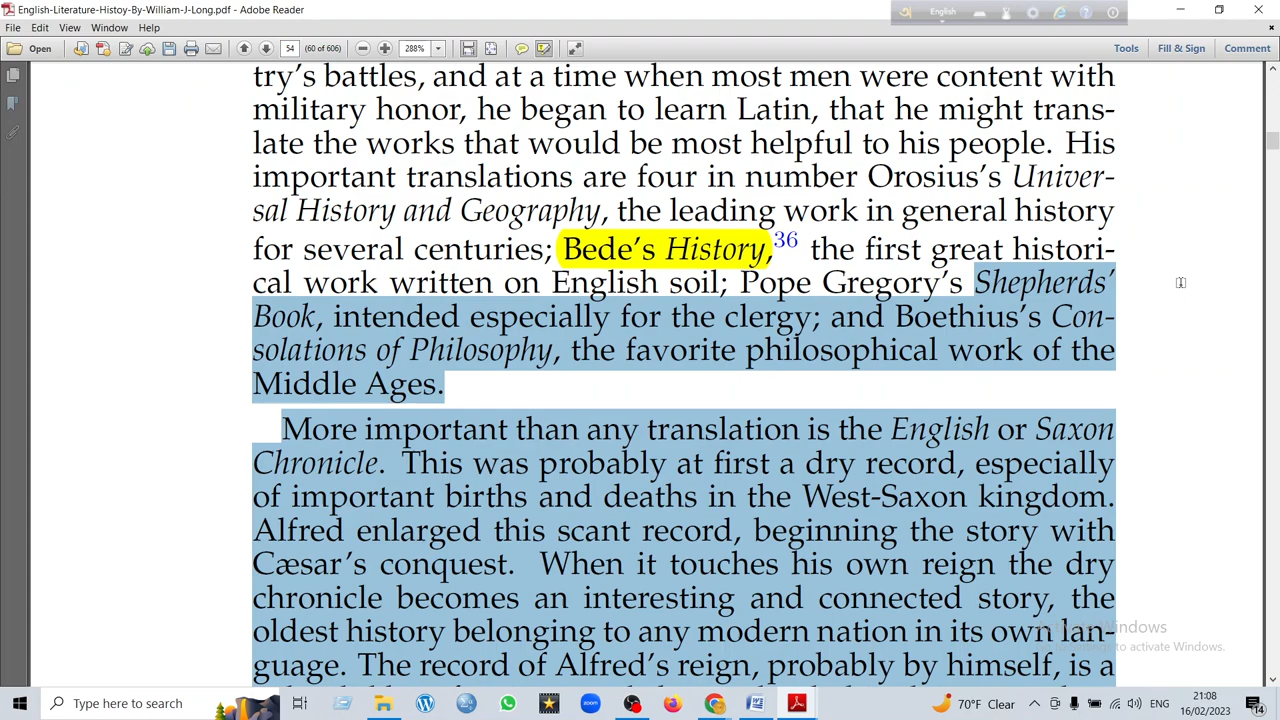 English-Literature-Histoy-By-William-J-Long.pdf - Adobe Reader
English
File Edit View Window Help
Open
54 (60 of 606)
288%
Tools Fill & Sign Comment
try’s battles, and at a time when most men were content with
military honor, he began to learn Latin, that he might trans-
late the works that would be most helpful to his people. His
important translations are four in number Orosius’s Univer-
sal History and Geography, the leading work in general history
for several centuries; Bede’s History,36 the first great histori-
cal work written on English soil; Pope Gregory’s Shepherds’
Book, intended especially for the clergy; and Boethius’s Con-
solations of Philosophy, the favorite philosophical work of the
Middle Ages.
More important than any translation is the English or Saxon
Chronicle. This was probably at first a dry record, especially
of important births and deaths in the West-Saxon kingdom.
Alfred enlarged this scant record, beginning the story with
Cæsar’s conquest. When it touches his own reign the dry
chronicle becomes an interesting and connected story, the
oldest history belonging to any modern nation in its own lan-
guage. The record of Alfred’s reign, probably by himself, is a
Activate Windows
Go to Settings to activate Windows.
Type here to search
70°F Clear
ENG
21:08
16/02/2023
14